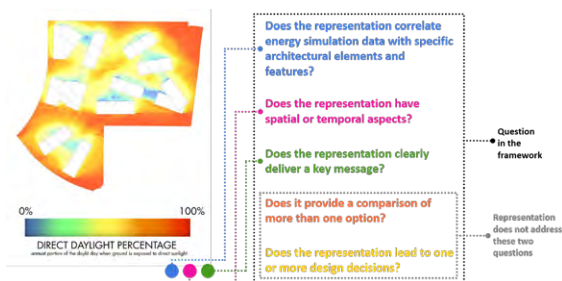 Does the representation correlate
energy simulation data with specific
architectural elements and
features?
Does the representation have
spatial or temporal aspects?
Does the representation clearly
deliver a key message?
Does it provide a comparison of
more than one option?
Does the representation lead to one
or more design decisions?
Question
in the
framework
Representation
does not address
these two
questions
0%
100%
DIRECT DAYLIGHT PERCENTAGE
annual portion of the daylit day when ground is exposed to direct sunlight